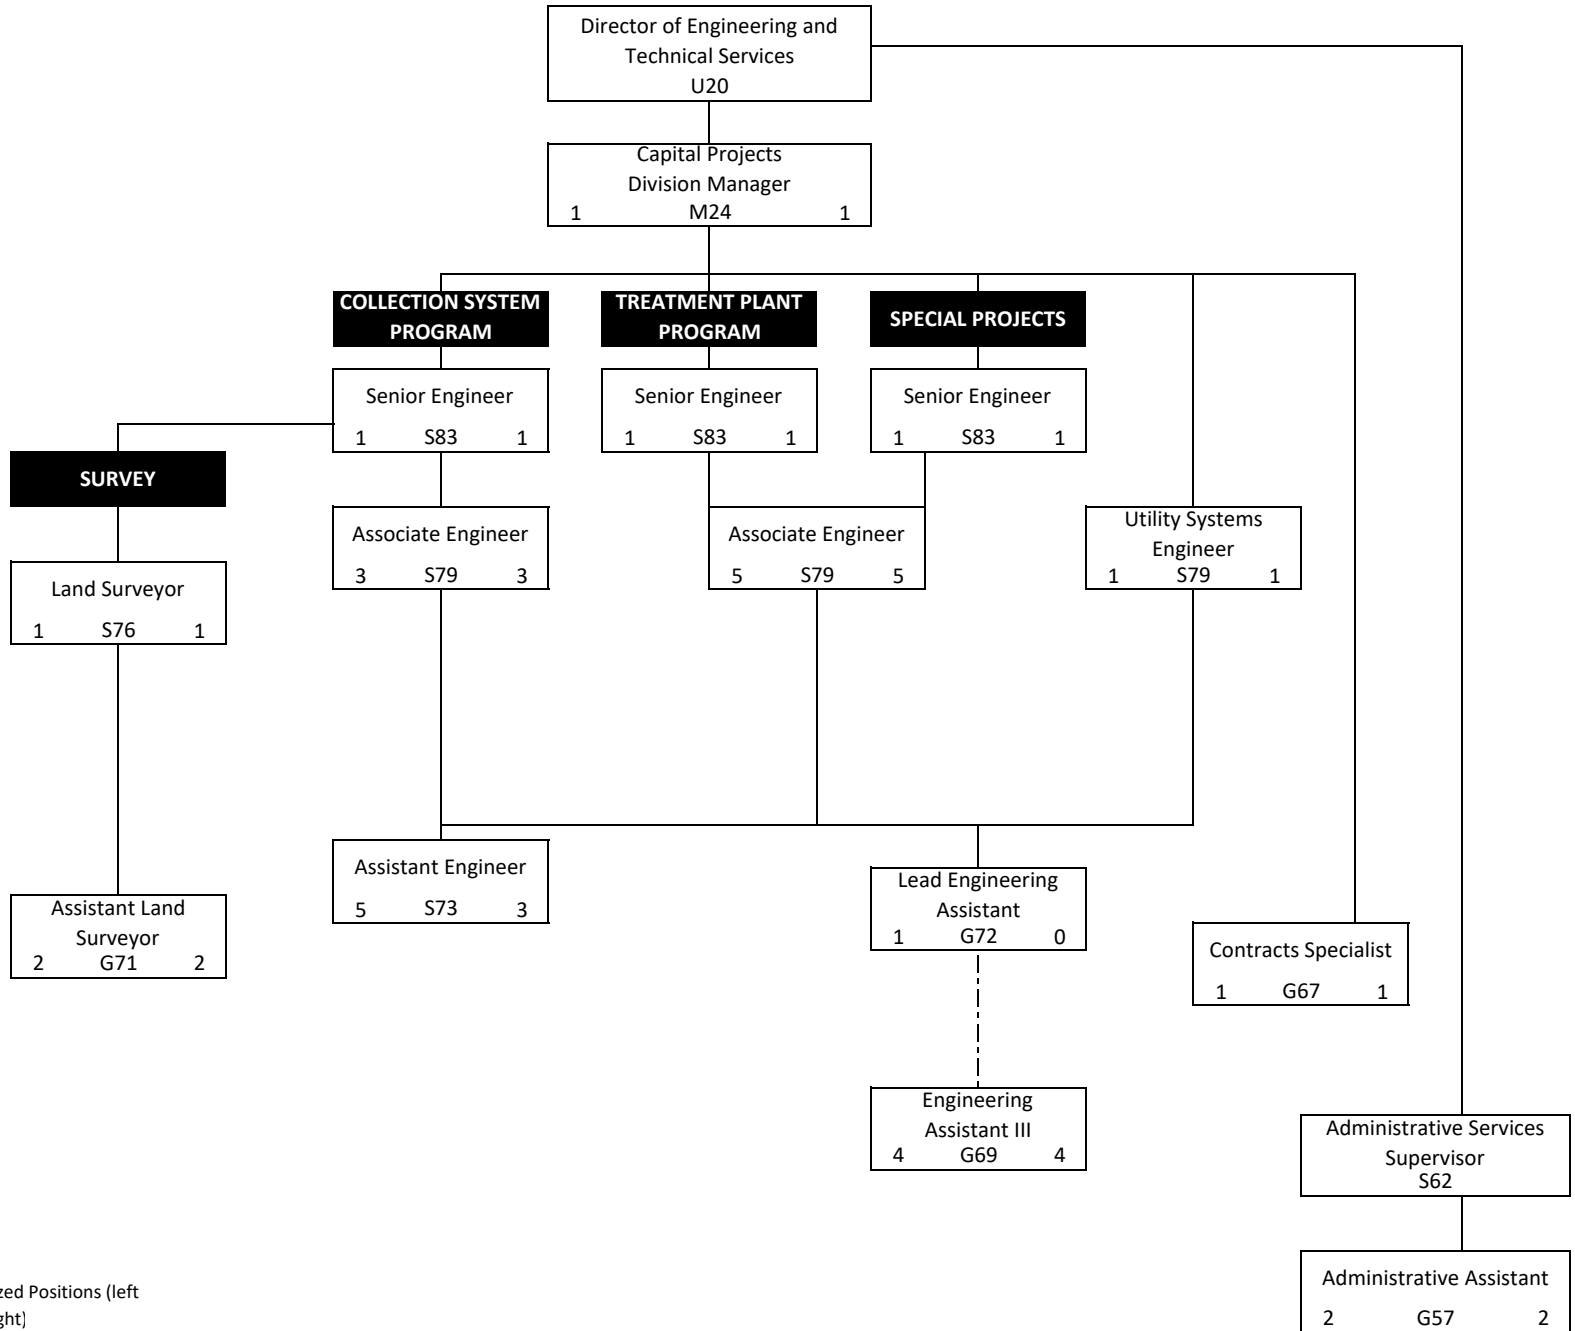 Director of Engineering and
Technical Services
U20
Capital Projects
Division Manager
1 M24 1
COLLECTION SYSTEM
PROGRAM
TREATMENT PLANT
PROGRAM
SPECIAL PROJECTS
Senior Engineer
1 S83 1
Senior Engineer
1 S83 1
Senior Engineer
1 S83 1
SURVEY
Associate Engineer
3 S79 3
Associate Engineer
5 S79 5
Utility Systems
Engineer
1 S79 1
Land Surveyor
1 S76 1
Assistant Engineer
5 S73 3
Lead Engineering
Assistant
1 G72 0
Assistant Land
Surveyor
2 G71 2
Contracts Specialist
1 G67 1
Engineering
Assistant III
4 G69 4
Administrative Services
Supervisor
S62
Administrative Assistant
2 G57 2
zed Positions (left
ght)